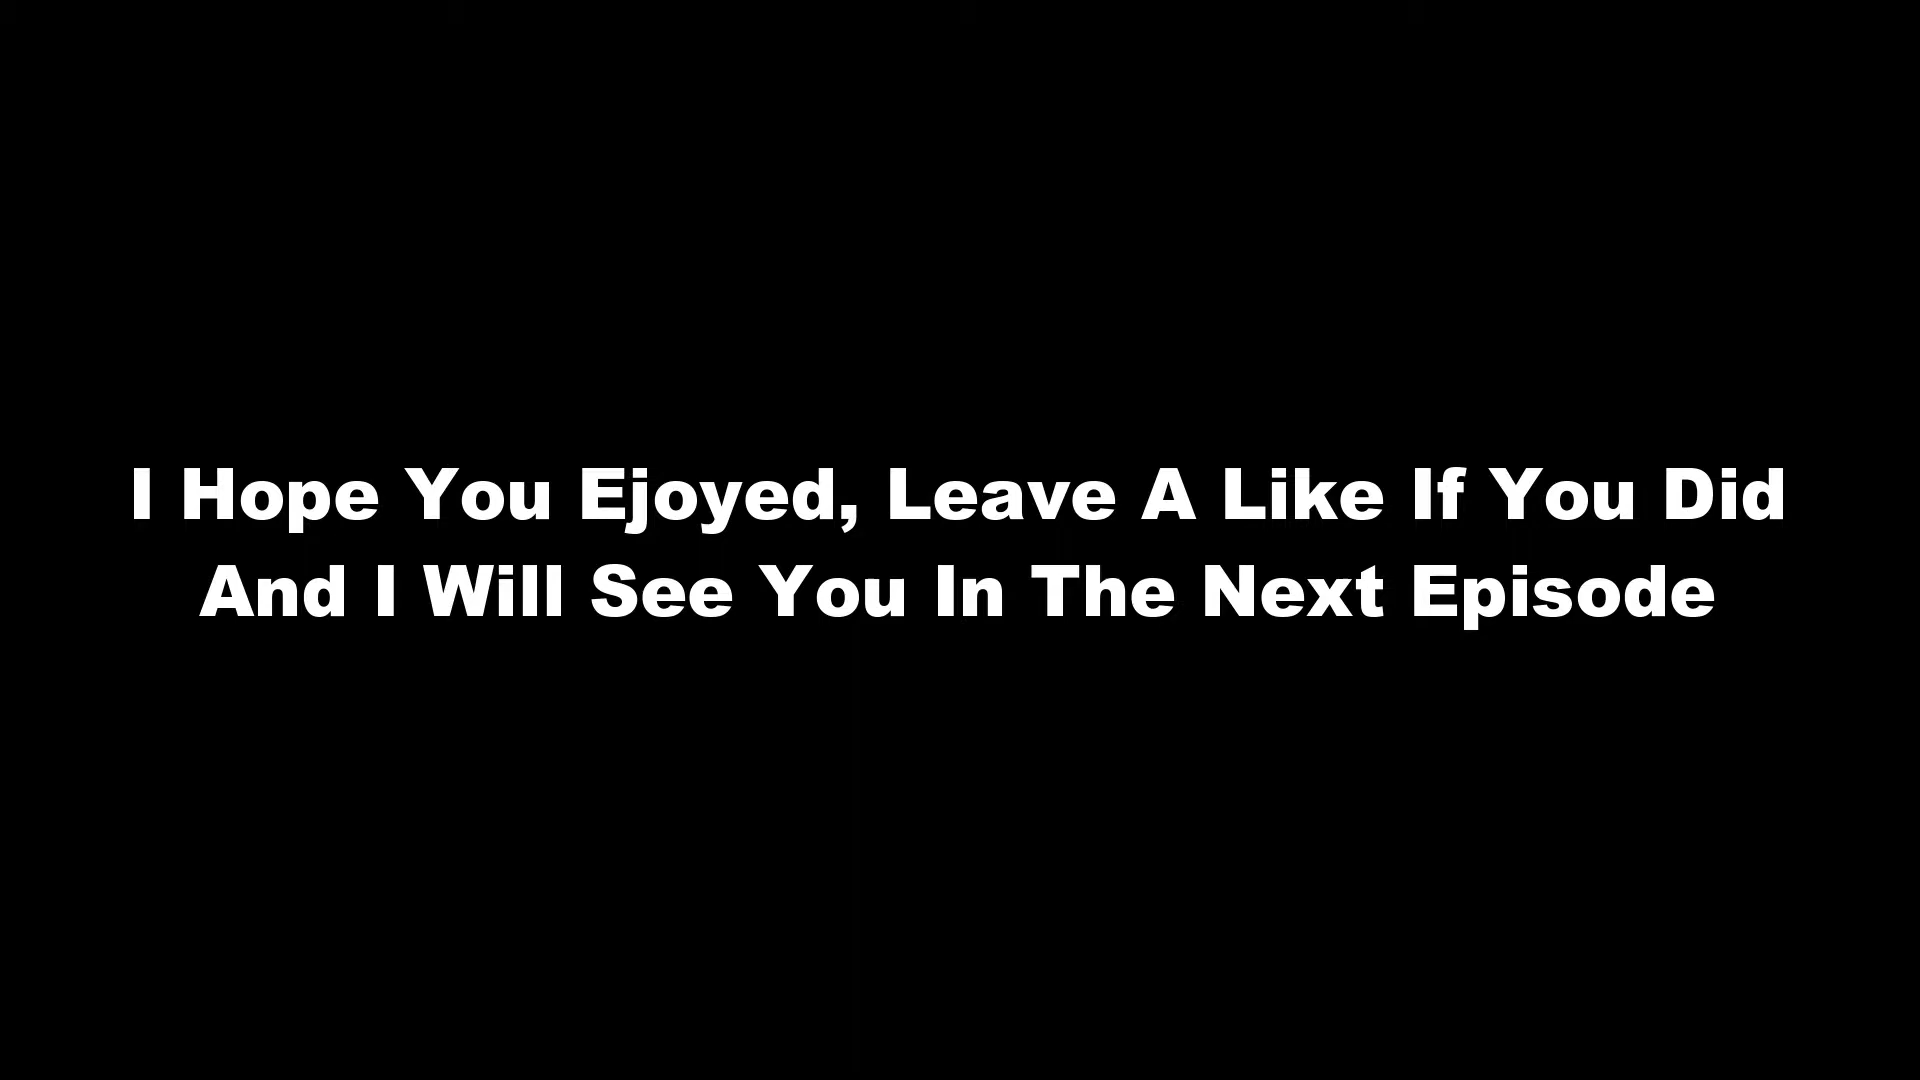 I Hope You Ejoyed, Leave A Like If You Did
And I Will See You In The Next Episode